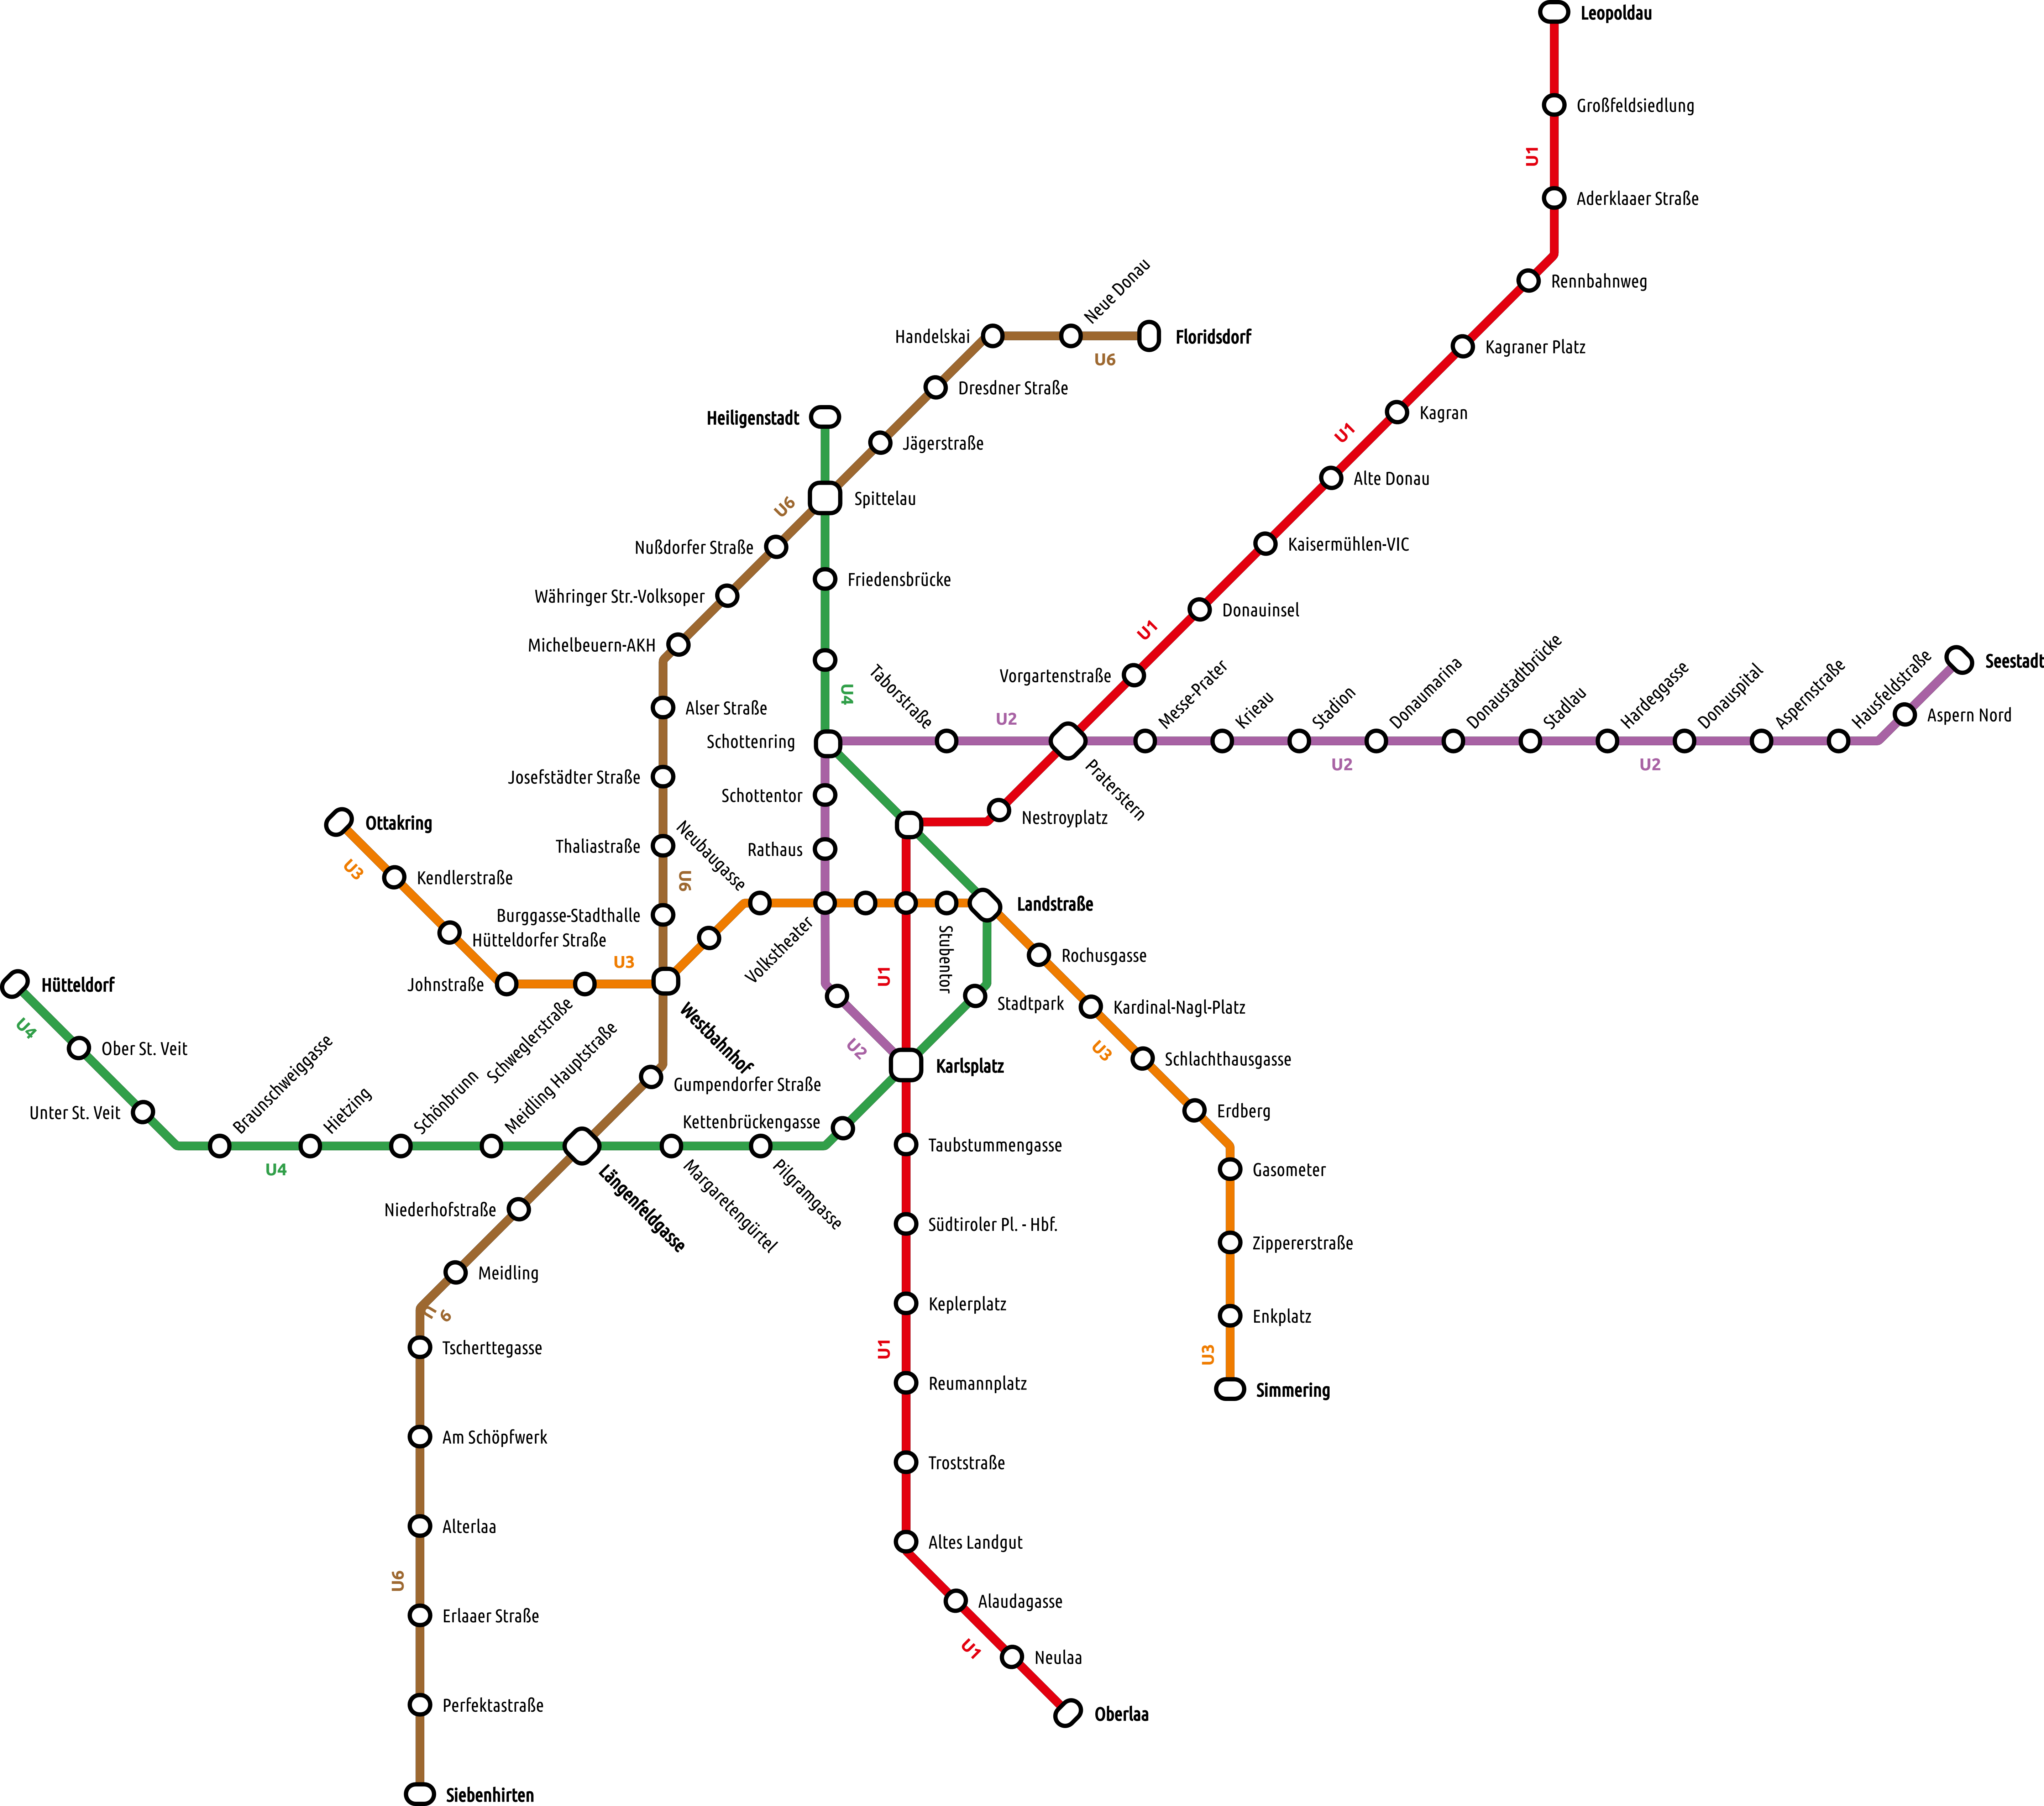 Leopoldau
Großfeldsiedlung
U1
Aderklaaer Straße
Rennbahnweg
Neue Donau
Handelskai
Floridsdorf
Kagraner Platz
U6
Dresdner Straße
Heiligenstadt
Kagran
U1
Jägerstraße
Alte Donau
Spittelau
U6
Nußdorfer Straße
Kaisermühlen-VIC
Friedensbrücke
Währinger Str.-Volksoper
Donauinsel
U1
Michelbeuern-AKH
Vorgartenstraße
Seestadt
U4
Taborstraße
Messe-Prater
Krieau
Stadion
Donaumarina
Donaustadtbrücke
Stadlau
Hardeggasse
Donauspital
Aspernstraße
Hausfeldstraße
Aspern Nord
Alser Straße
U2
Schottenring
U2
U2
Praterstern
Josefstädter Straße
Schottentor
Nestroyplatz
Ottakring
Thaliastraße
Neubaugasse
Rathaus
U3
Kendlerstraße
U6
Burggasse-Stadthalle
Landstraße
Hütteldorfer Straße
Volkstheater
Stubentor
Rochusgasse
U3
U1
Hütteldorf
Johnstraße
Stadtpark
Kardinal-Nagl-Platz
U4
Schweglerstraße
Westbahnhof
U2
U3
Ober St. Veit
Schlachthausgasse
Karlsplatz
Gumpendorfer Straße
Unter St. Veit
Braunschweiggasse
Hietzing
Schönbrunn
Meidling Hauptstraße
Kettenbrückengasse
Erdberg
Taubstummengasse
U4
Längenfeldgasse
Margaretengürtel
Pilgramgasse
Gasometer
Niederhofstraße
Südtiroler Pl. - Hbf.
Zippererstraße
Meidling
Keplerplatz
U6
Enkplatz
Tscherttegasse
U1
U3
Reumannplatz
Simmering
Am Schöpfwerk
Troststraße
Alterlaa
Altes Landgut
U6
Alaudagasse
Erlaaer Straße
U1
Neulaa
Perfektastraße
Oberlaa
Siebenhirten